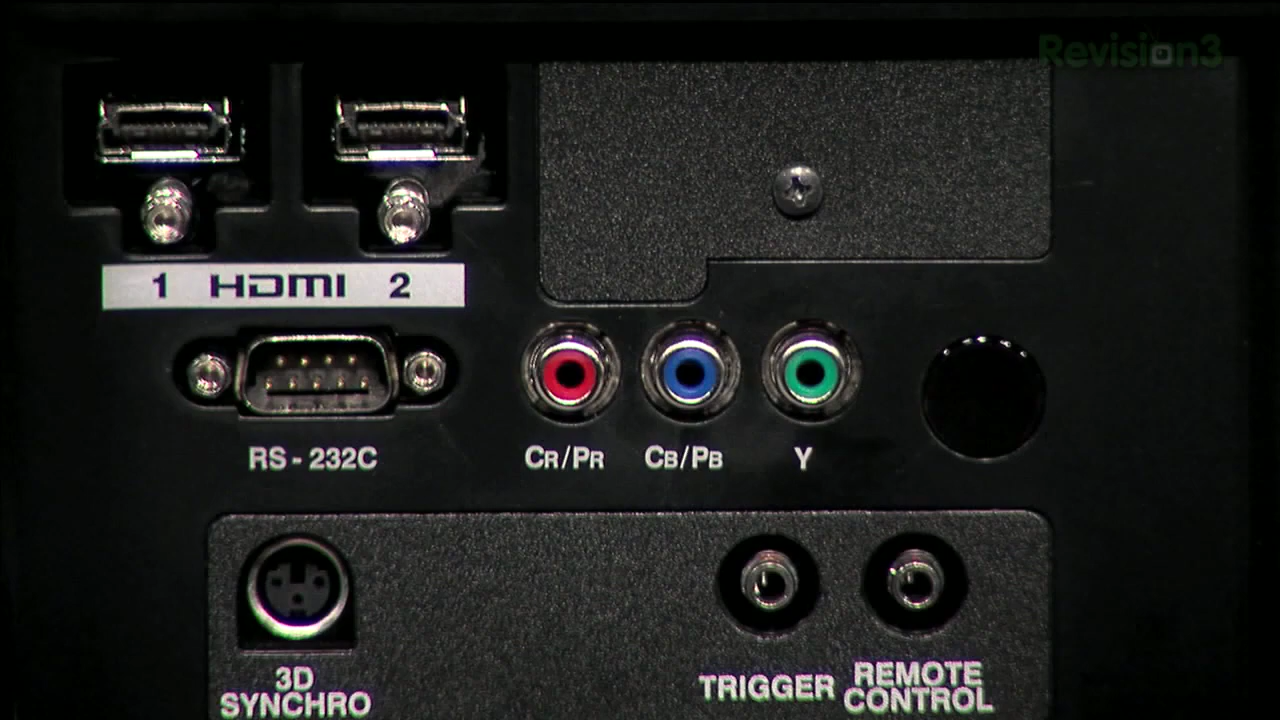 Revision3
1 HDMI 2
RS-232C
CR/PR CB/PB Y
3D
SYNCHRO
TRIGGER
REMOTE
CONTROL